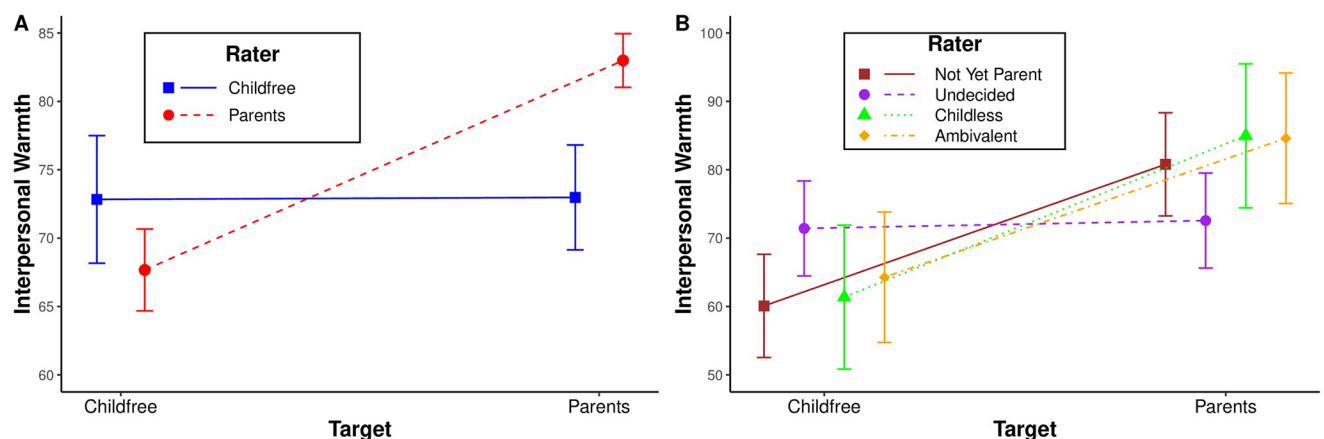 A
Interpersonal Warmth
85
80
75
70
65
60
Rater
Childfree
Parents
Childfree
Parents
Target
B
Interpersonal Warmth
100
90
80
70
60
50
Rater
Not Yet Parent
Undecided
Childless
Ambivalent
Childfree
Parents
Target